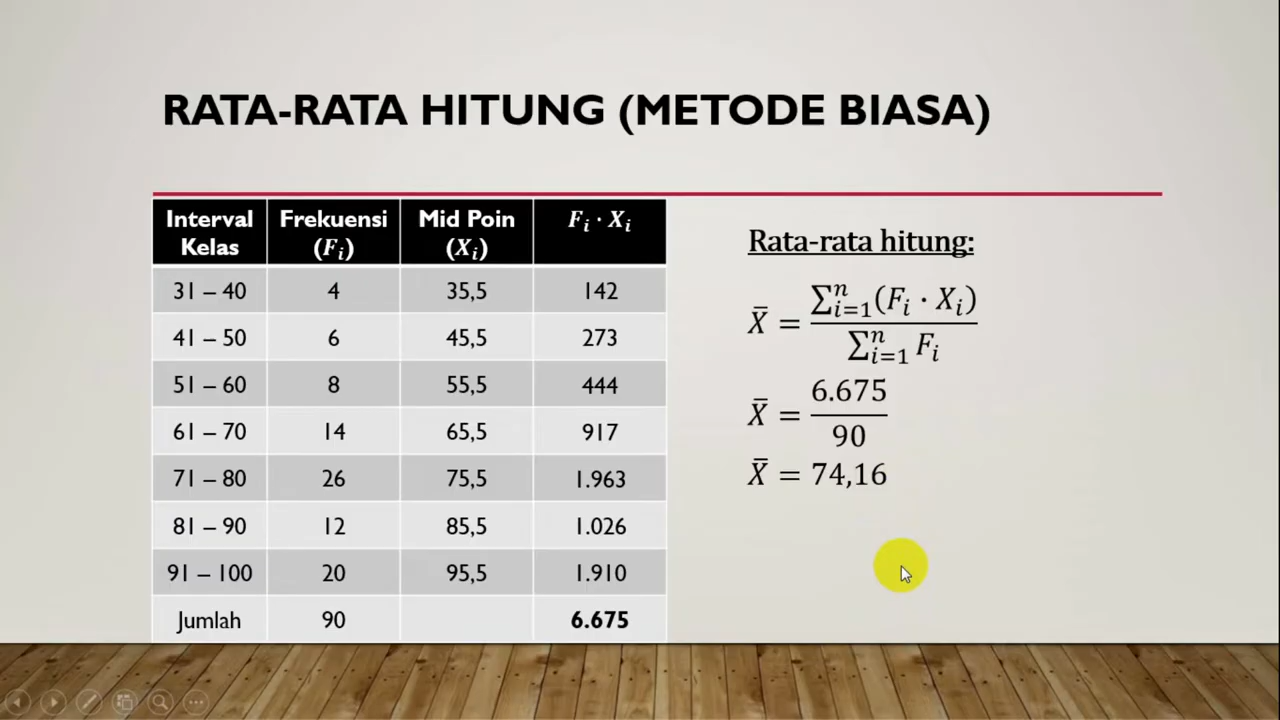 RATA-RATA HITUNG (METODE BIASA)
Interval Kelas | Frekuensi (Fᵢ) | Mid Poin (Xᵢ) | Fᵢ · Xᵢ
31 – 40 | 4 | 35,5 | 142
41 – 50 | 6 | 45,5 | 273
51 – 60 | 8 | 55,5 | 444
61 – 70 | 14 | 65,5 | 917
71 – 80 | 26 | 75,5 | 1.963
81 – 90 | 12 | 85,5 | 1.026
91 – 100 | 20 | 95,5 | 1.910
Jumlah | 90 | | 6.675
Rata-rata hitung:
X̄ = ∑ⁿᵢ₌₁(Fᵢ · Xᵢ) / ∑ⁿᵢ₌₁ Fᵢ
X̄ = 6.675 / 90
X̄ = 74,16